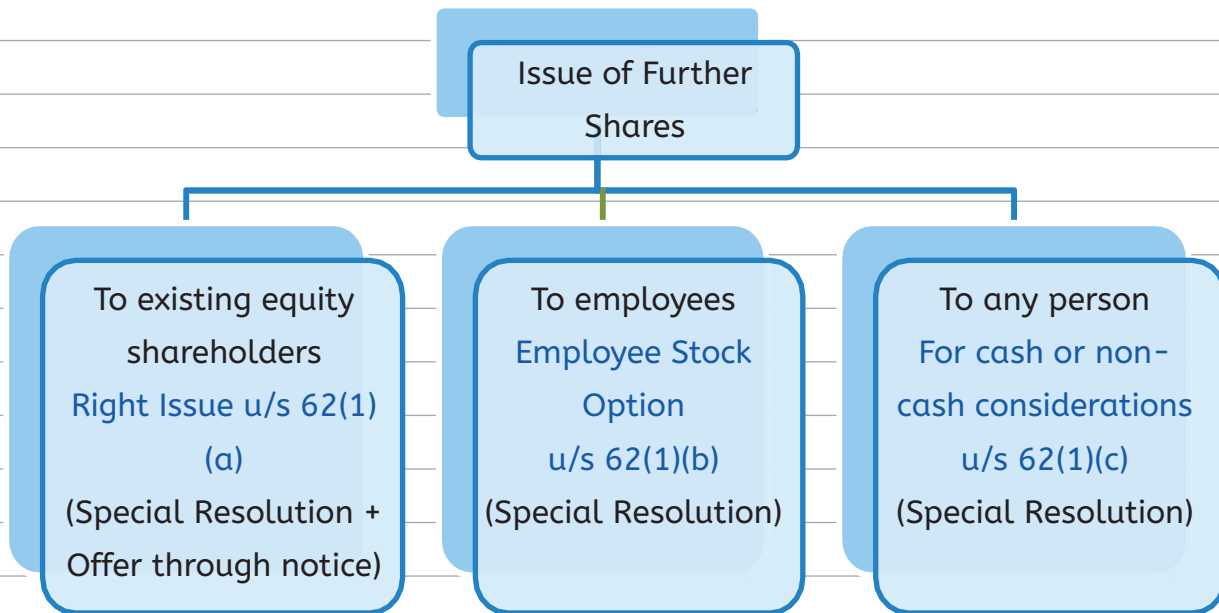 Issue of Further
Shares
To existing equity
shareholders
Right Issue u/s 62(1)
(a)
(Special Resolution +
Offer through notice)
To employees
Employee Stock
Option
u/s 62(1)(b)
(Special Resolution)
To any person
For cash or non-
cash considerations
u/s 62(1)(c)
(Special Resolution)